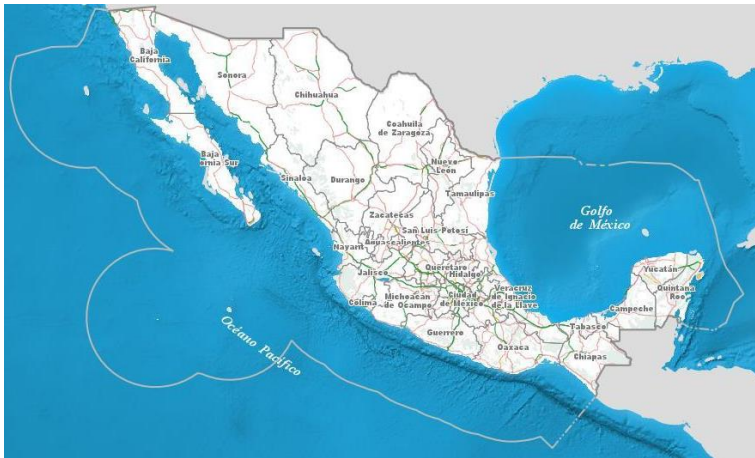 Baja
California
Sonora
Chihuahua
Coahuila
de Zaragoza
Baja
ornia Sur
Nuevo
León
Sinaloa
Durango
Tamaulipas
Zacatecas
San Luis Potosí
Aguascalientes
Nayarit
Golfo
de México
Jalisco
Querétaro
Hidalgo
Yucatán
Quintana
Roo
Colima
Michoacán
de Ocampo
Ciudad
de México
Veracruz
de Ignacio
de la Llave
Campeche
Tabasco
Guerrero
Oaxaca
Chiapas
Océano Pacífico